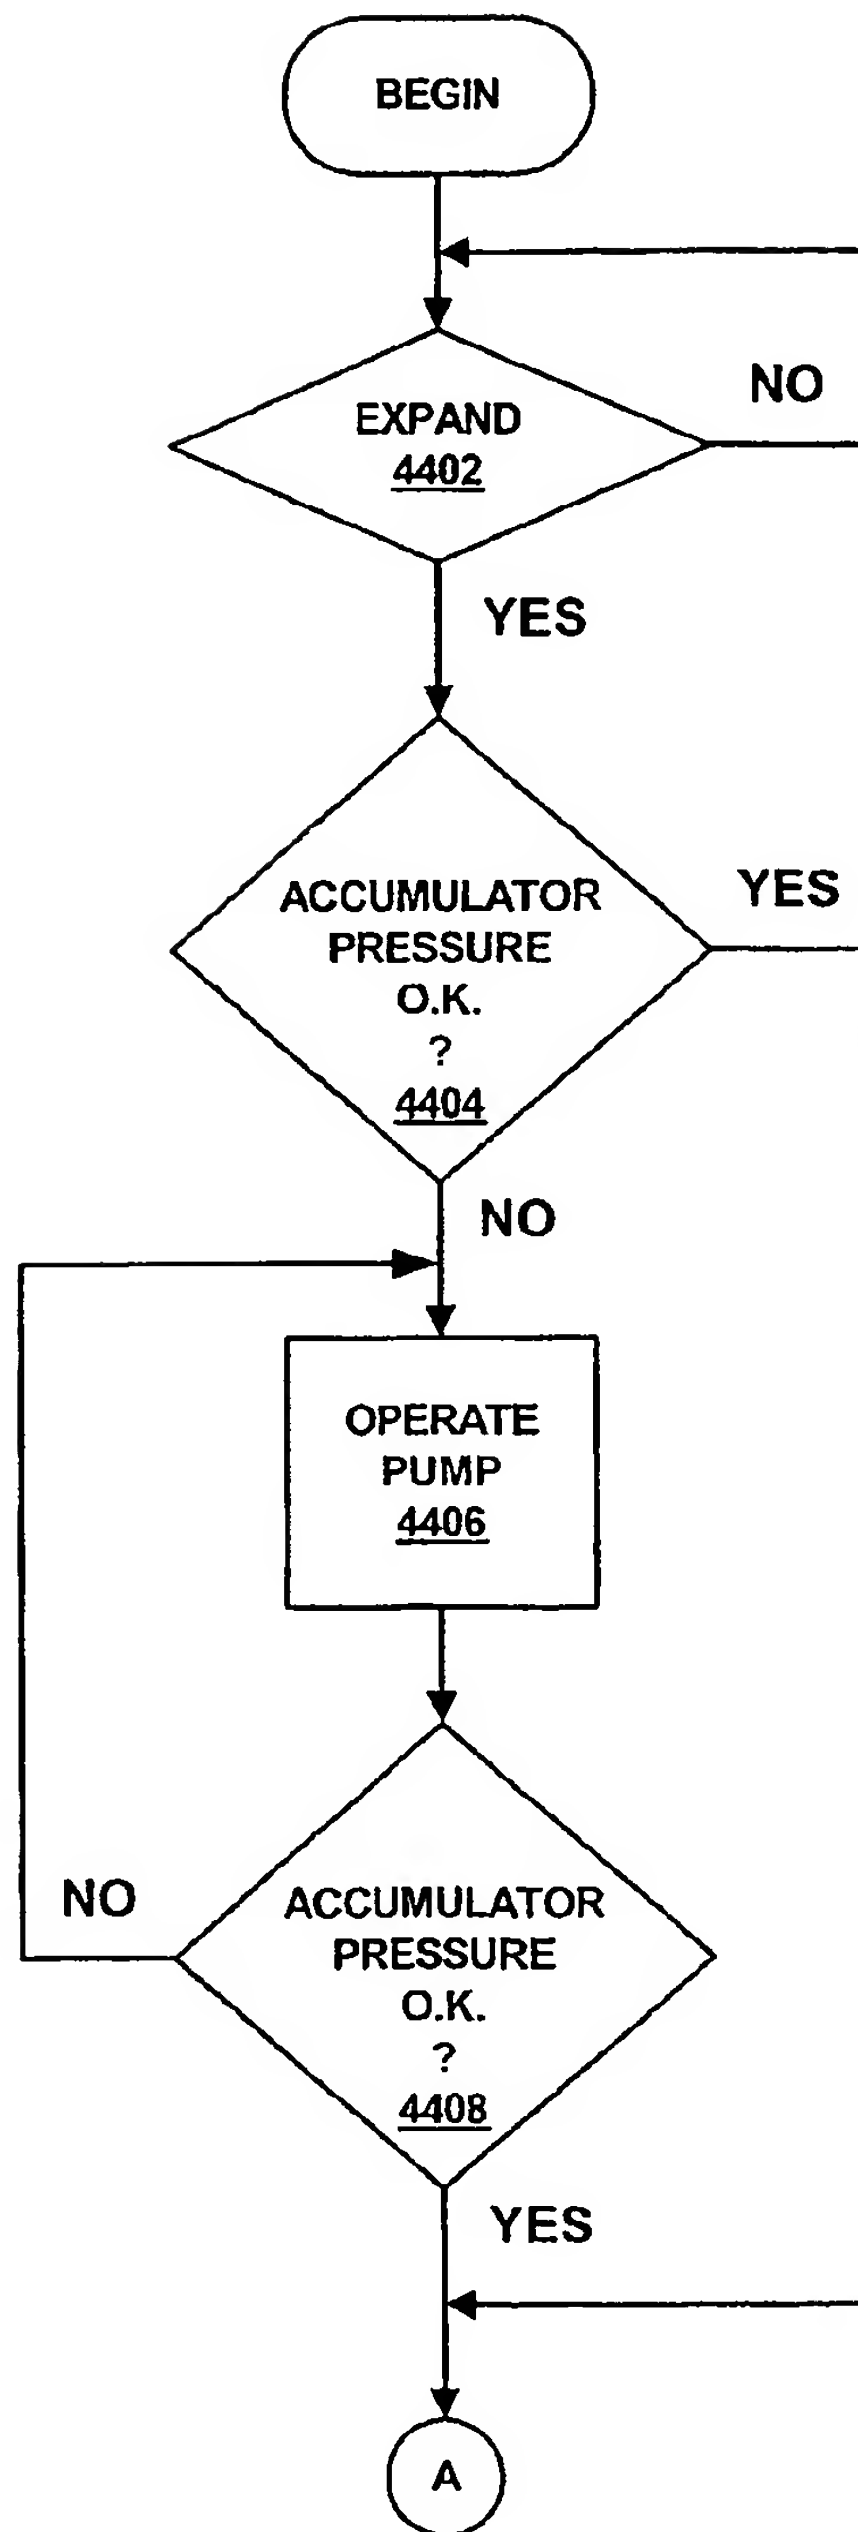 BEGIN
NO
EXPAND
4402
YES
YES
ACCUMULATOR
PRESSURE
O.K.
?
4404
NO
OPERATE
PUMP
4406
NO
ACCUMULATOR
PRESSURE
O.K.
?
4408
YES
A